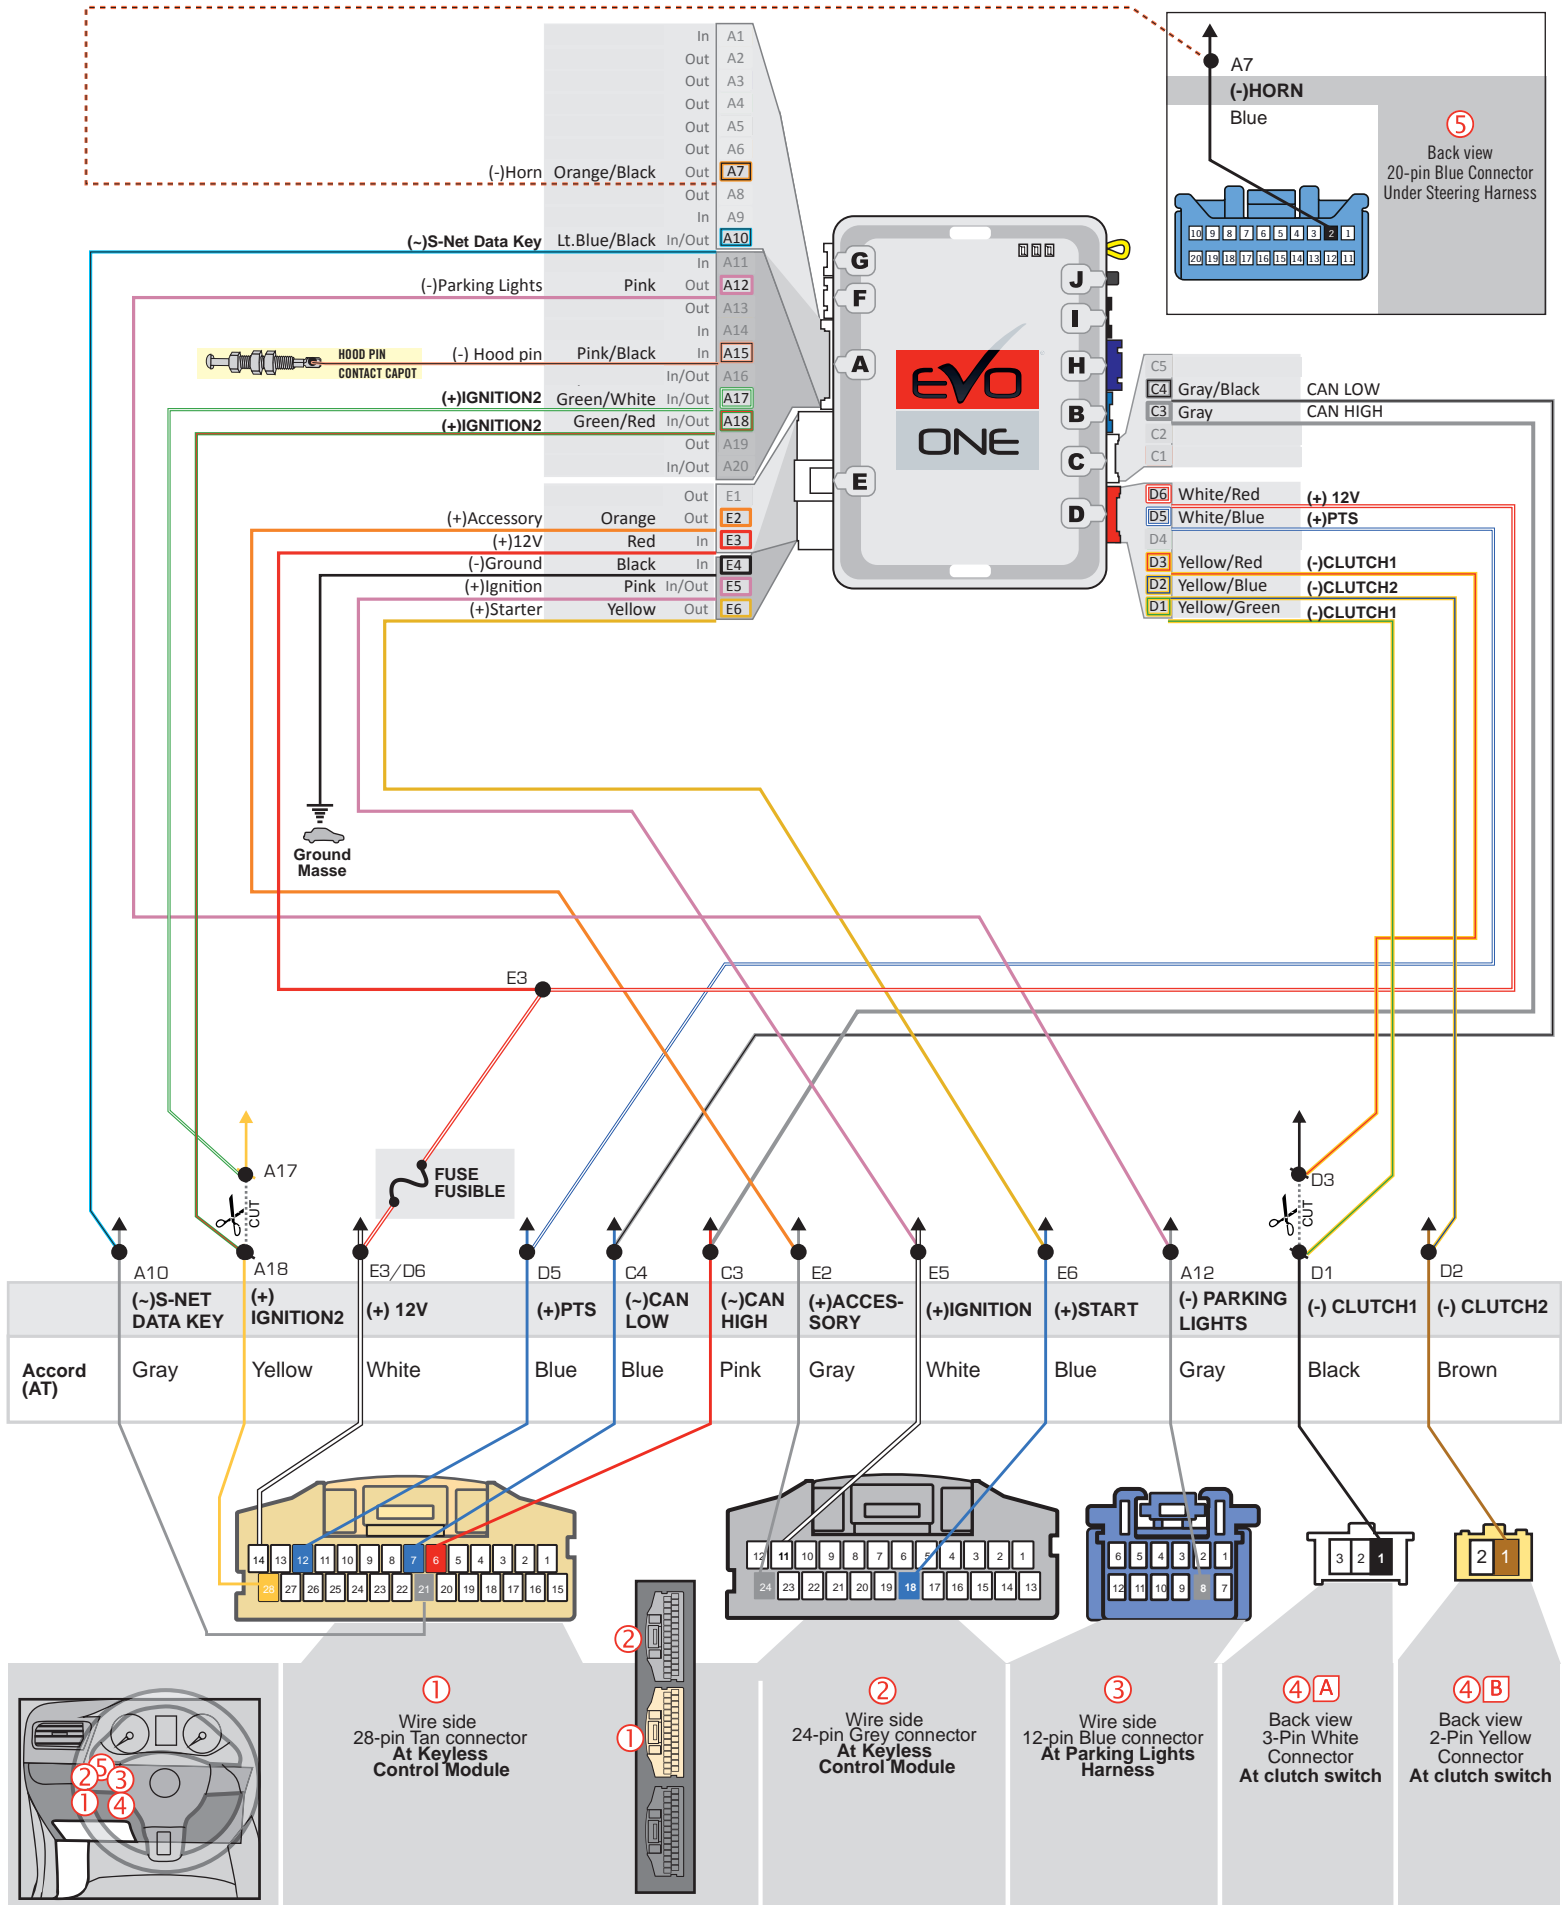 In A1
Out A2
Out A3
Out A4
Out A5
Out A6
(-)Horn Orange/Black Out A7
Out A8
In A9
(~)S-Net Data Key Lt.Blue/Black In/Out A10
In A11
(-)Parking Lights Pink Out A12
Out A13
In A14
HOOD PIN
CONTACT CAPOT
(-) Hood pin Pink/Black In A15
In/Out A16
(+)IGNITION2 Green/White In/Out A17
(+)IGNITION2 Green/Red In/Out A18
Out A19
In/Out A20
Out E1
(+)Accessory Orange Out E2
(+)12V Red In E3
(-)Ground Black In E4
(+)Ignition Pink In/Out E5
(+)Starter Yellow Out E6
G
F
A
E
J
I
H
B
C
D
EVO
ONE
A7
(-)HORN
Blue
5
Back view
20-pin Blue Connector
Under Steering Harness
10 9 8 7 6 5 4 3 2 1
20 19 18 17 16 15 14 13 12 11
C5
C4 Gray/Black CAN LOW
C3 Gray CAN HIGH
C2
C1
D6 White/Red (+) 12V
D5 White/Blue (+)PTS
D4
D3 Yellow/Red (-)CLUTCH1
D2 Yellow/Blue (-)CLUTCH2
D1 Yellow/Green (-)CLUTCH1
Ground
Masse
E3
A17
CUT
FUSE
FUSIBLE
D3
CUT
A10 A18 E3/D6 D5 C4 C3 E2 E5 E6 A12 D1 D2
(~)S-NET DATA KEY
(+) IGNITION2
(+) 12V
(+)PTS
(~)CAN LOW
(~)CAN HIGH
(+)ACCES-SORY
(+)IGNITION
(+)START
(-) PARKING LIGHTS
(-) CLUTCH1
(-) CLUTCH2
Accord (AT)
Gray Yellow White Blue Blue Pink Gray White Blue Gray Black Brown
14 13 12 11 10 9 8 7 6 5 4 3 2 1
28 27 26 25 24 23 22 21 20 19 18 17 16 15
12 11 10 9 8 7 6 5 4 3 2 1
24 23 22 21 20 19 18 17 16 15 14 13
6 5 4 3 2 1
12 11 10 9 8 7
3 2 1
2 1
5
2 3
1 4
1
Wire side
28-pin Tan connector
At Keyless
Control Module
2
1
2
Wire side
24-pin Grey connector
At Keyless
Control Module
3
Wire side
12-pin Blue connector
At Parking Lights
Harness
4 A
Back view
3-Pin White
Connector
At clutch switch
4 B
Back view
2-Pin Yellow
Connector
At clutch switch